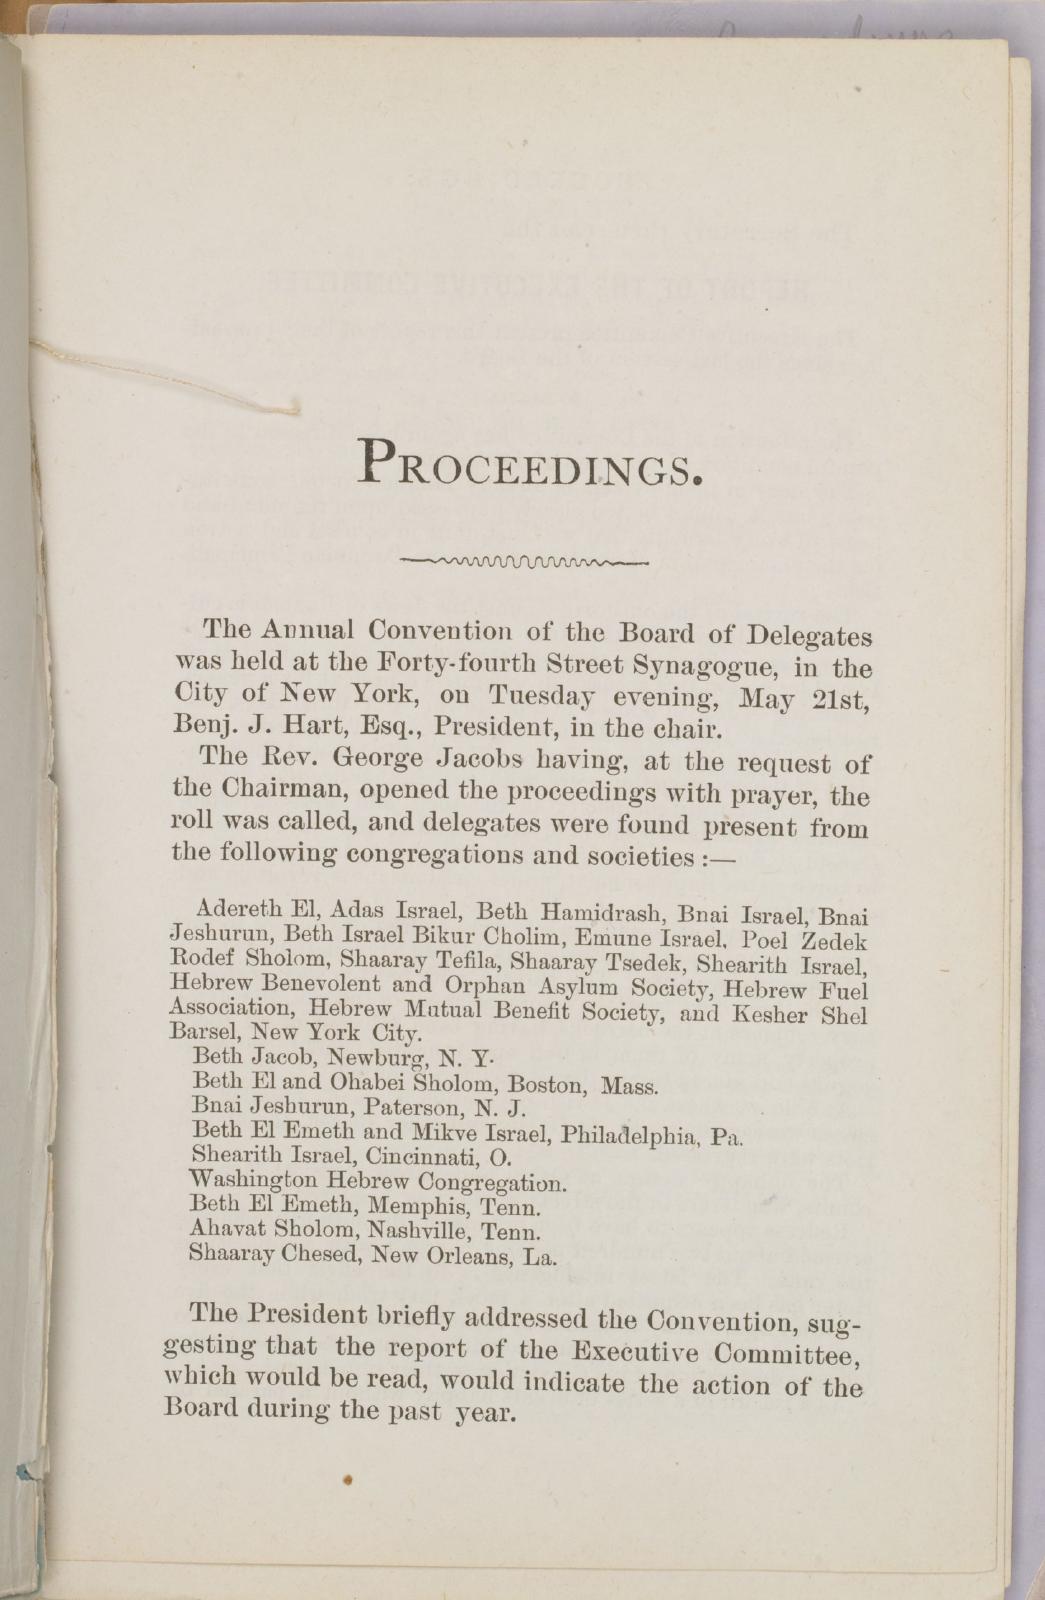 PROCEEDINGS.
The Annual Convention of the Board of Delegates
was held at the Forty-fourth Street Synagogue, in the
City of New York, on Tuesday evening, May 21st,
Benj. J. Hart, Esq., President, in the chair.
The Rev. George Jacobs having, at the request of
the Chairman, opened the proceedings with prayer, the
roll was called, and delegates were found present from
the following congregations and societies :—
Adereth El, Adas Israel, Beth Hamidrash, Bnai Israel, Bnai
Jeshurun, Beth Israel Bikur Cholim, Emune Israel, Poel Zedek
Rodef Sholom, Shaaray Tefila, Shaaray Tsedek, Shearith Israel,
Hebrew Benevolent and Orphan Asylum Society, Hebrew Fuel
Association, Hebrew Mutual Benefit Society, and Kesher Shel
Barsel, New York City.
Beth Jacob, Newburg, N. Y.
Beth El and Ohabei Sholom, Boston, Mass.
Bnai Jeshurun, Paterson, N. J.
Beth El Emeth and Mikve Israel, Philadelphia, Pa.
Shearith Israel, Cincinnati, O.
Washington Hebrew Congregation.
Beth El Emeth, Memphis, Tenn.
Ahavat Sholom, Nashville, Tenn.
Shaaray Chesed, New Orleans, La.
The President briefly addressed the Convention, sug-
gesting that the report of the Executive Committee,
which would be read, would indicate the action of the
Board during the past year.